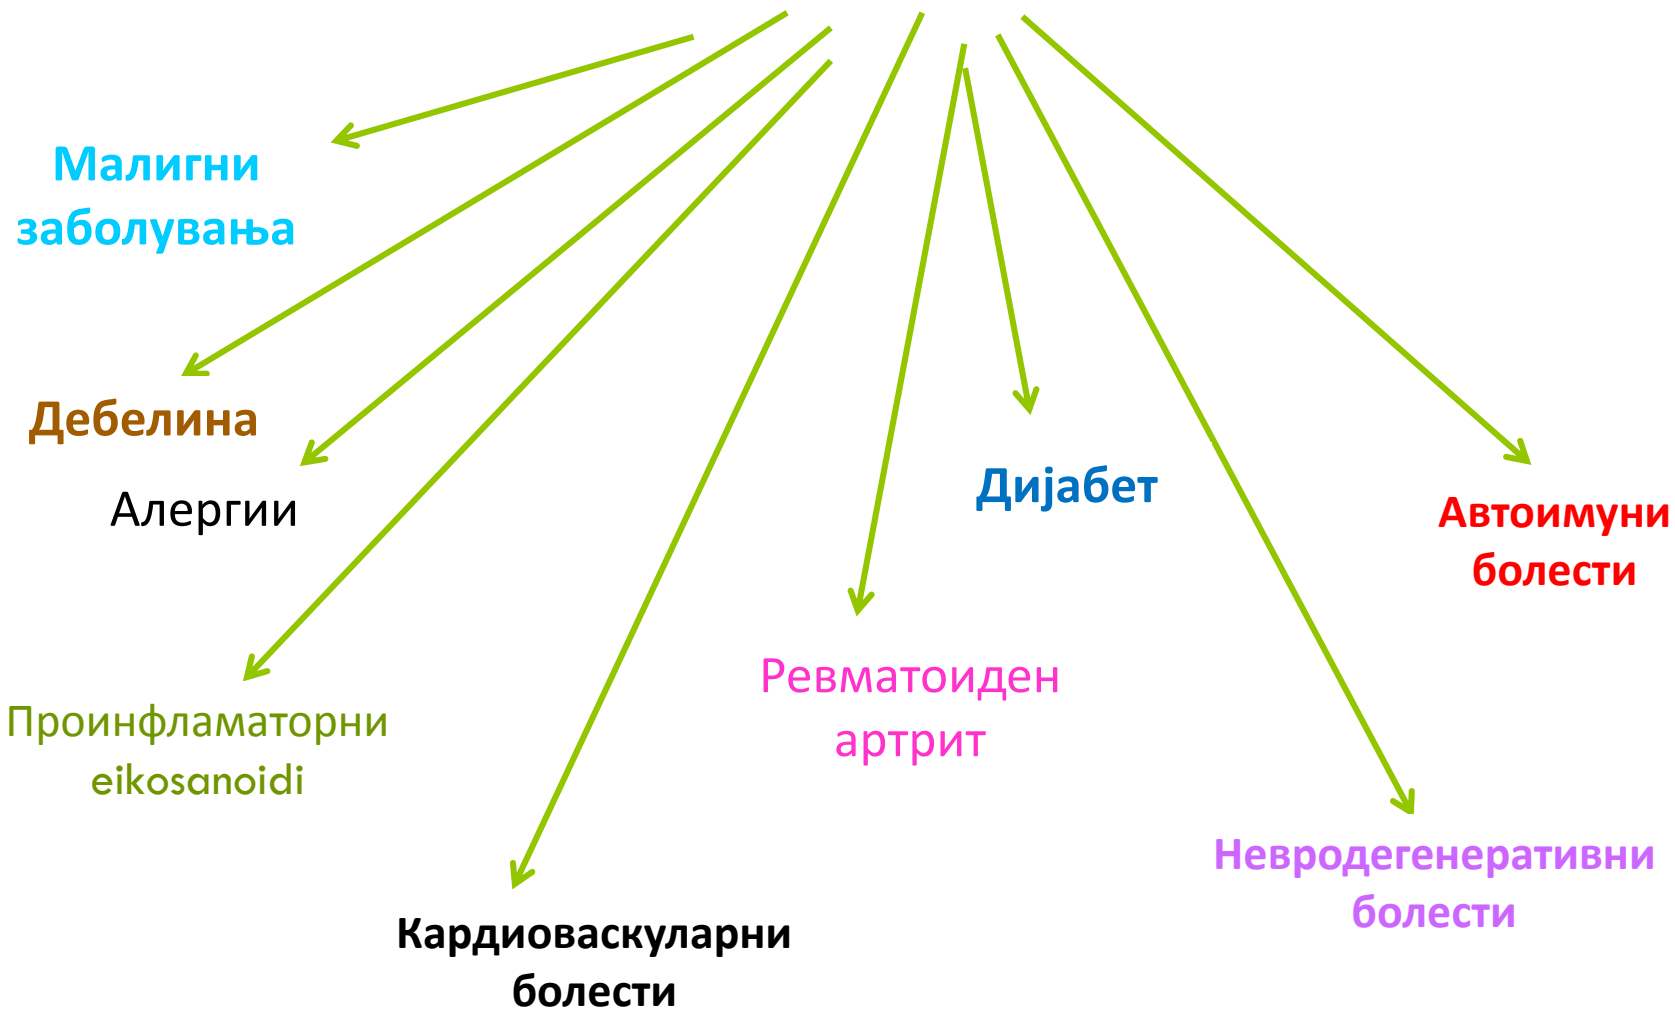 Малигни
заболувања
Дебелина
Алергии
Дијабет
Автоимуни
болести
Ревматоиден
артрит
Проинфламаторни
eikosanoidi
Невродегенеративни
болести
Кардиоваскуларни
болести